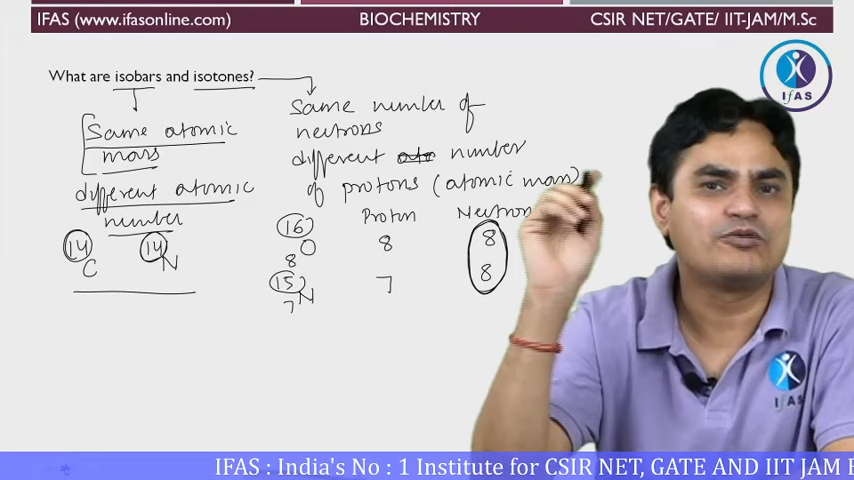 IFAS (www.ifasonline.com) BIOCHEMISTRY CSIR NET/GATE/ IIT-JAM/M.Sc
What are isobars and isotones?
IFAS
Same atomic
mass
different atomic
number
14 14
C N
Same number of
neutrons
different number
of protons (atomic mass)
Proton Neutron
16
O 8 8
8
15
N 7 8
7
IFAS
IFAS : India's No : 1 Institute for CSIR NET, GATE AND IIT JAM